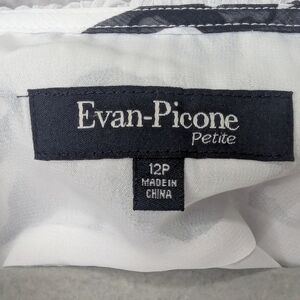 Evan-Picone
Petite
12P
MADE IN
CHINA